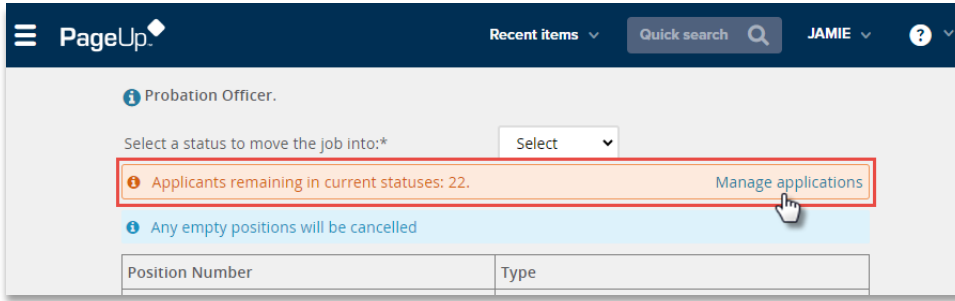 PageUp. Recent items Quick search JAMIE ?
Probation Officer.
Select a status to move the job into:* Select
Applicants remaining in current statuses: 22. Manage applications
Any empty positions will be cancelled
Position Number Type